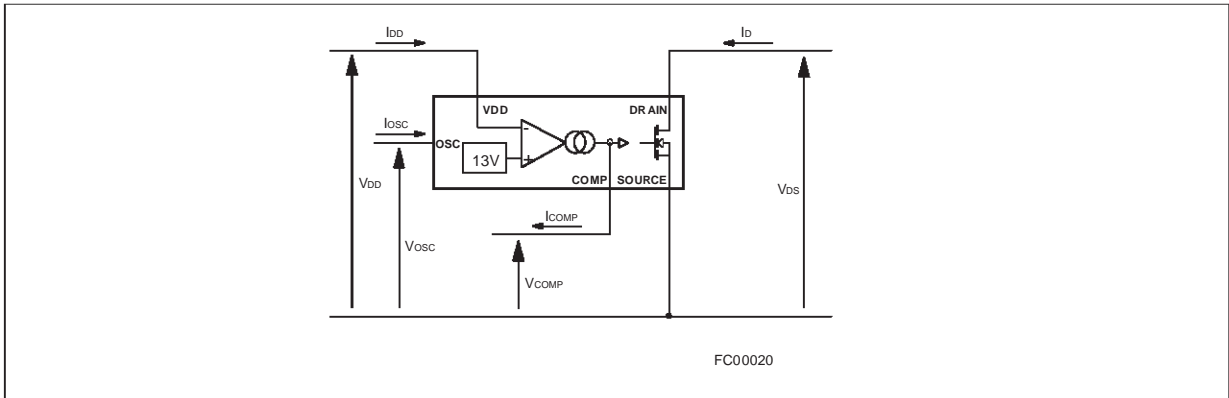 IDD
ID
VDD
DRAIN
IOSC
OSC
-
13V
+
COMP
SOURCE
VDD
VDS
ICOMP
VOSC
VCOMP
FC00020